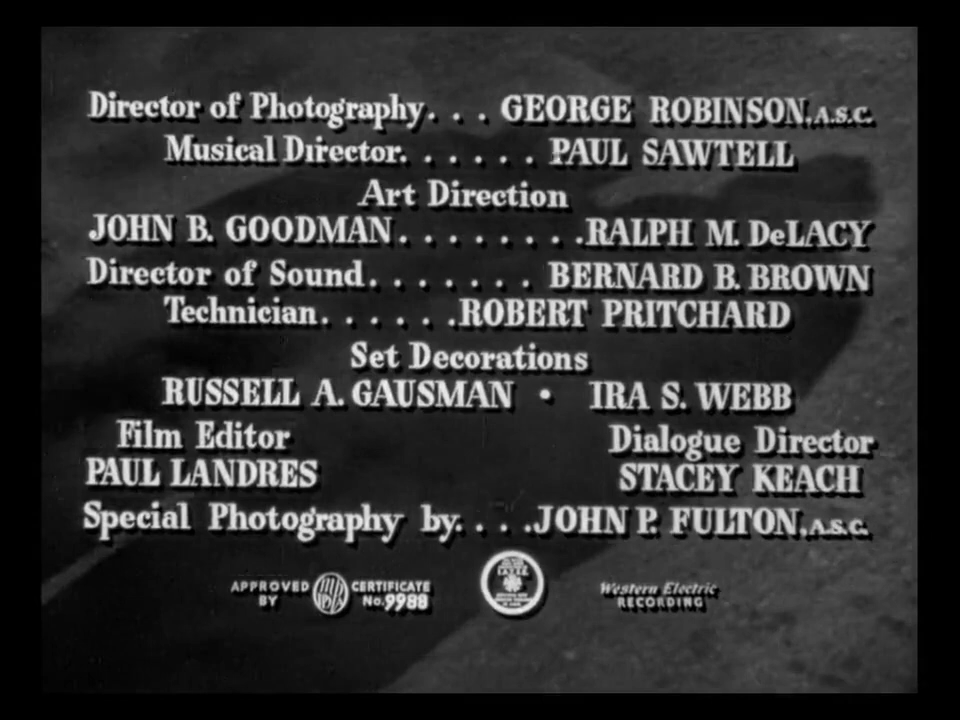 Director of Photography. . . GEORGE ROBINSON, A.S.C.
Musical Director. . . . . . PAUL SAWTELL
Art Direction
JOHN B. GOODMAN. . . . . . . .RALPH M. DeLACY
Director of Sound. . . . . . . BERNARD B. BROWN
Technician. . . . . .ROBERT PRITCHARD
Set Decorations
RUSSELL A. GAUSMAN • IRA S. WEBB
Film Editor Dialogue Director
PAUL LANDRES STACEY KEACH
Special Photography by. . . .JOHN P. FULTON, A.S.C.
APPROVED BY MPPDA CERTIFICATE No. 9988
I.A.T.S.E.
Western Electric
RECORDING